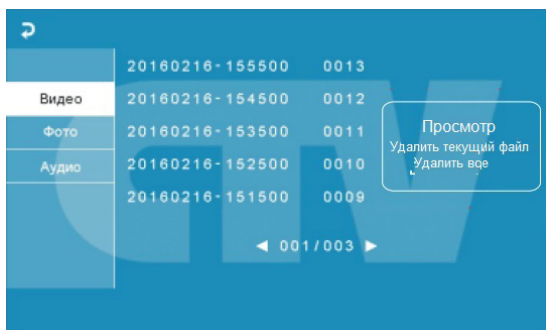 20160216-155500 0013
Видео 20160216-154500 0012
Фото 20160216-153500 0011
Аудио 20160216-152500 0010
20160216-151500 0009
Просмотр
Удалить текущий файл
Удалить все
◀ 001/003 ▶
CTV